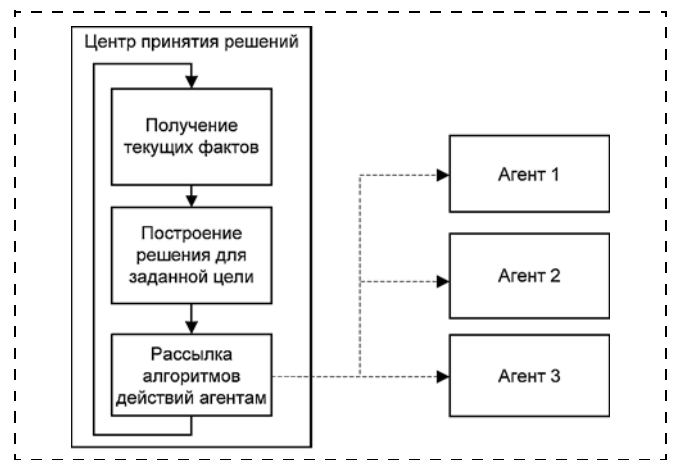 Центр принятия решений
Получение
текущих фактов
Построение
решения для
заданной цели
Рассылка
алгоритмов
действий агентам
Агент 1
Агент 2
Агент 3